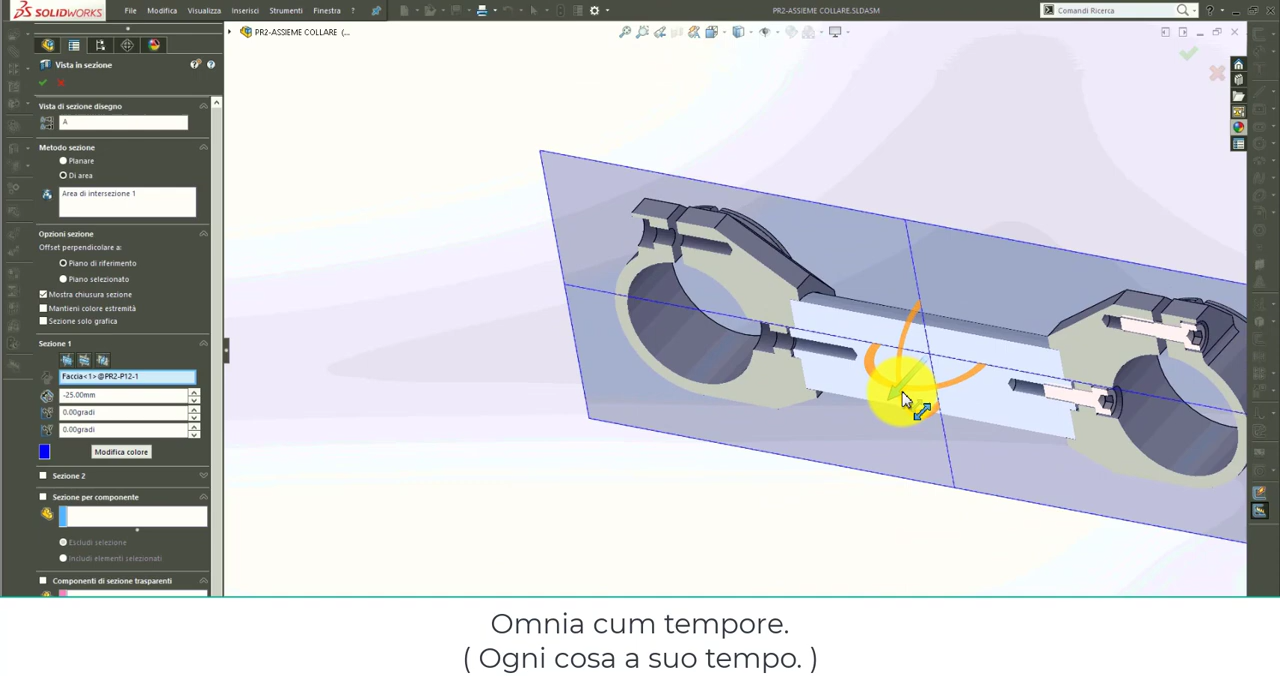 SOLIDWORKS
File Modifica Visualizza Inserisci Strumenti Finestra ?
PR2-ASSIEME COLLARE.SLDASM
Comandi Ricerca
PR2-ASSIEME COLLARE (...
Vista in sezione
Vista di sezione disegno
A
Metodo sezione
Planare
Di area
Area di intersezione 1
Opzioni sezione
Offset perpendicolare a:
Piano di riferimento
Piano selezionato
Mostra chiusura sezione
Mantieni colore estremità
Sezione solo grafica
Sezione 1
Faccia<1>@PR2-P12-1
-25.00mm
0.00gradi
0.00gradi
Modifica colore
Sezione 2
Sezione per componente
Escludi selezione
Includi elementi selezionati
Componenti di sezione trasparenti
Omnia cum tempore.
( Ogni cosa a suo tempo. )